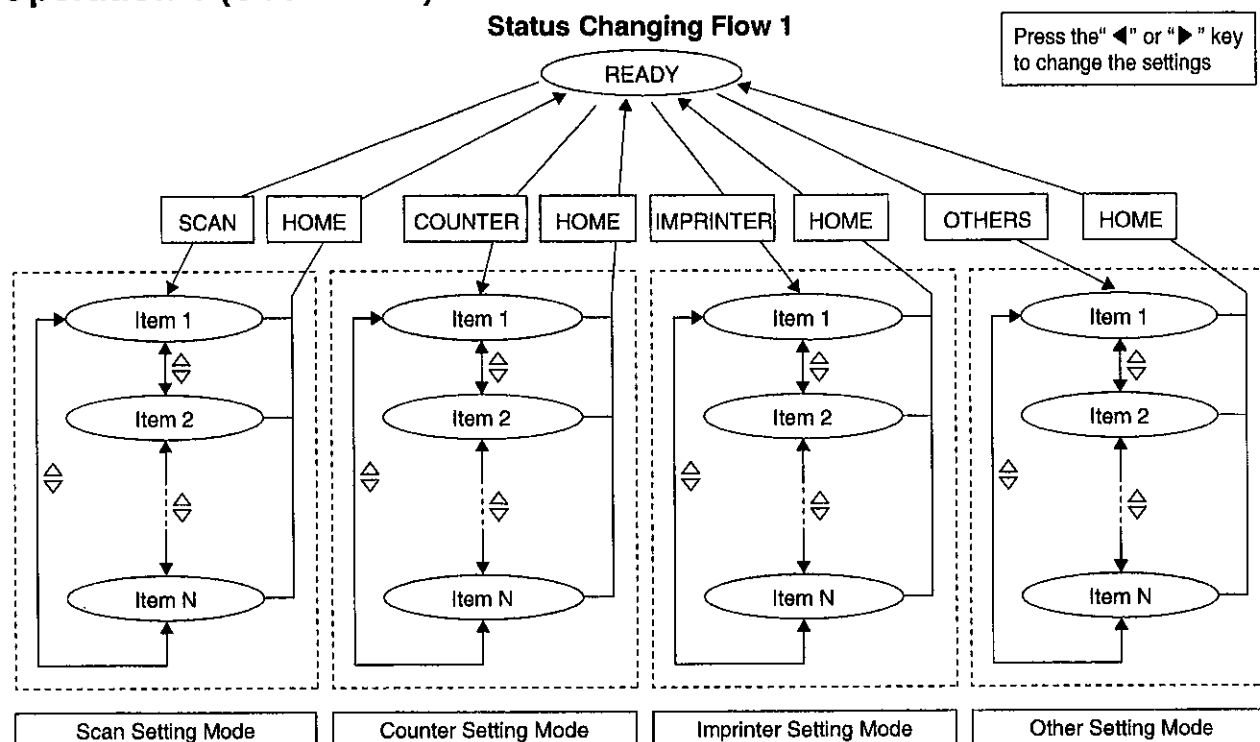 Status Changing Flow 1
Press the“ ◀” or “▶” key
to change the settings
READY
SCAN
HOME
COUNTER
HOME
IMPRINTER
HOME
OTHERS
HOME
Item 1
Item 1
Item 1
Item 1
Item 2
Item 2
Item 2
Item 2
Item N
Item N
Item N
Item N
Scan Setting Mode
Counter Setting Mode
Imprinter Setting Mode
Other Setting Mode